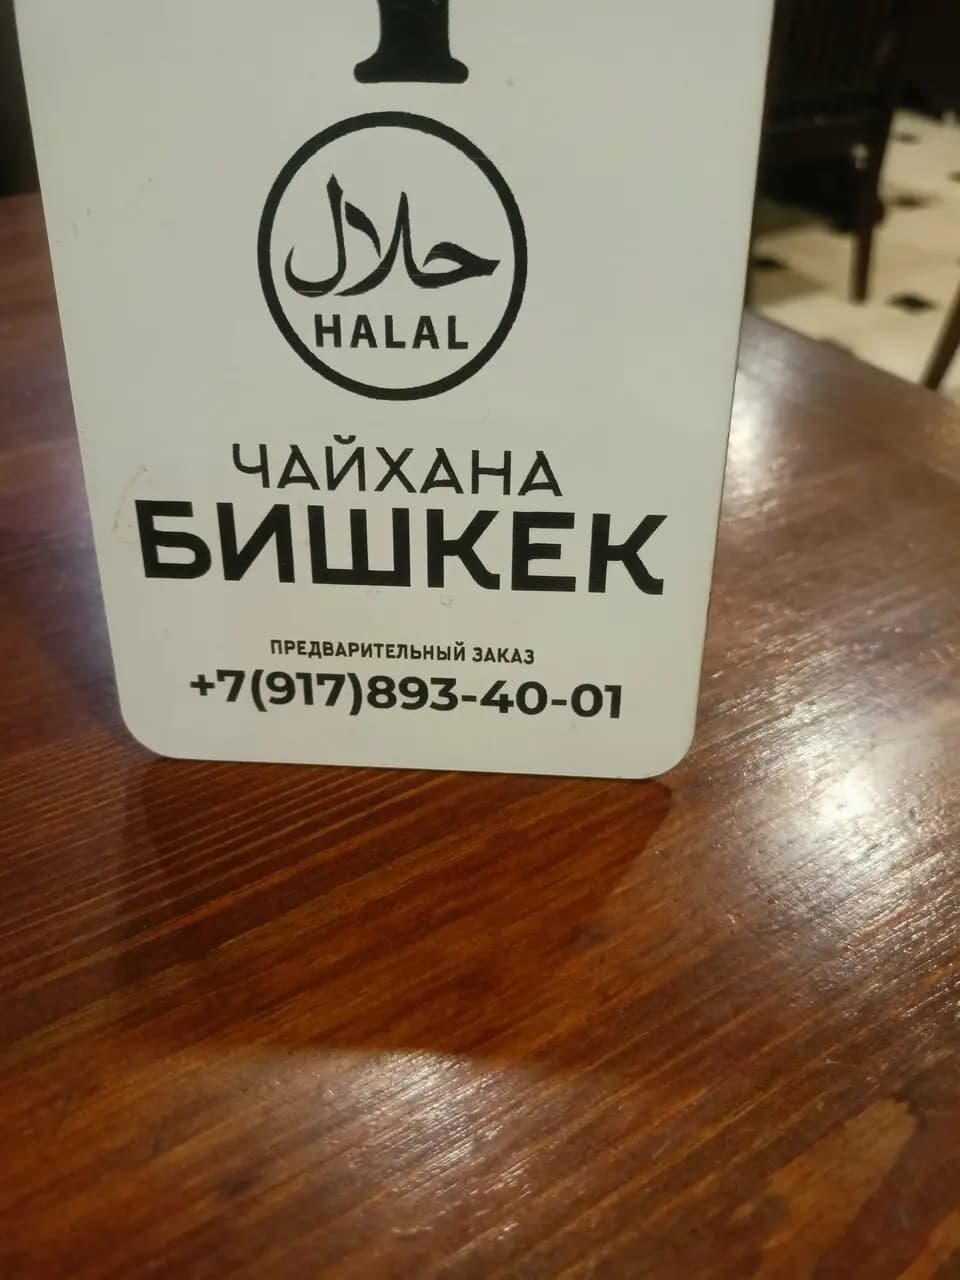 حلال
HALAL
ЧАЙХАНА
БИШКЕК
ПРЕДВАРИТЕЛЬНЫЙ ЗАКАЗ
+7(917)893-40-01